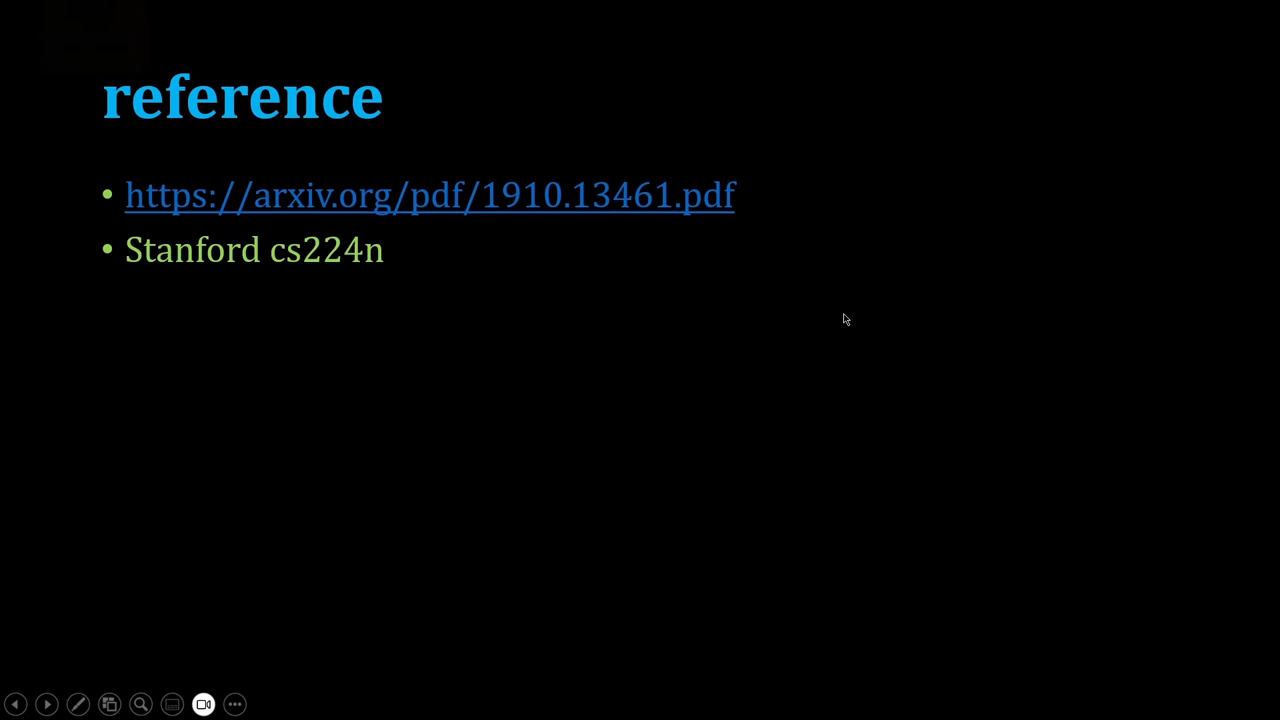 reference
• https://arxiv.org/pdf/1910.13461.pdf
• Stanford cs224n